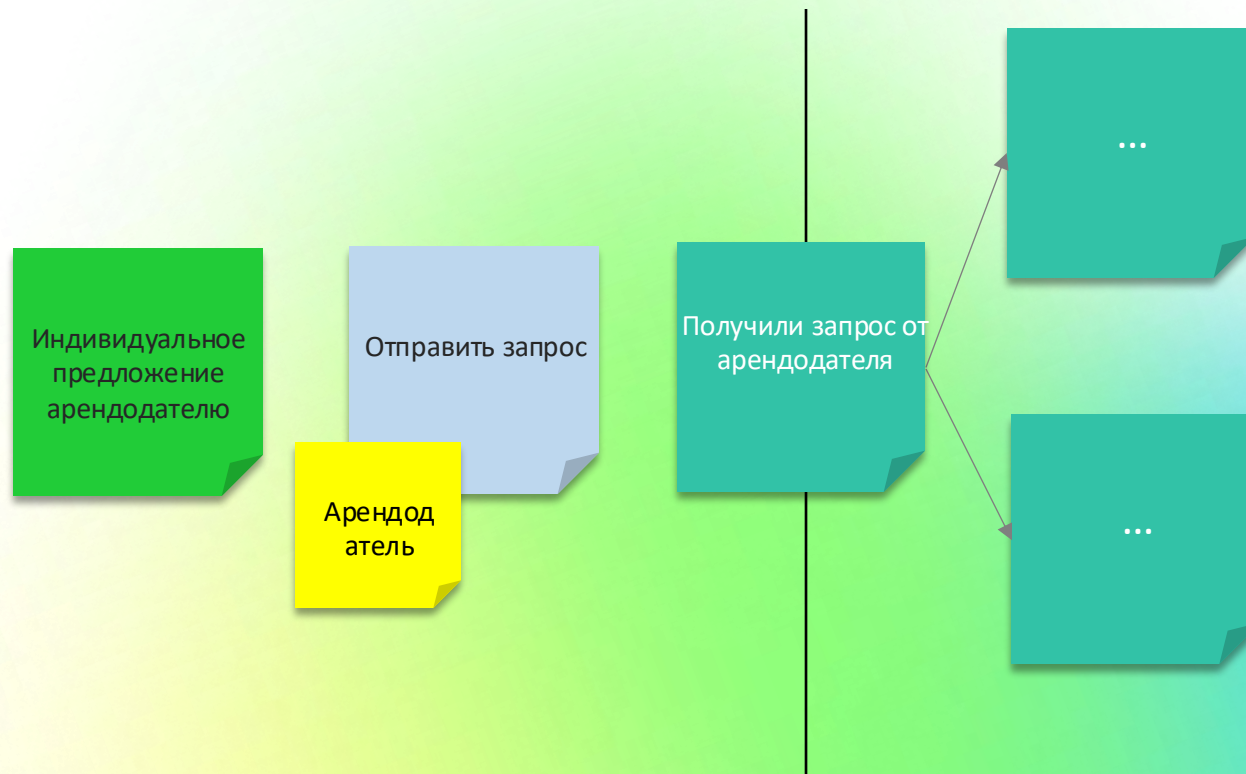 Индивидуальное
предложение
арендодателю
Отправить запрос
Арендод
атель
Получили запрос от
арендодателя
...
...